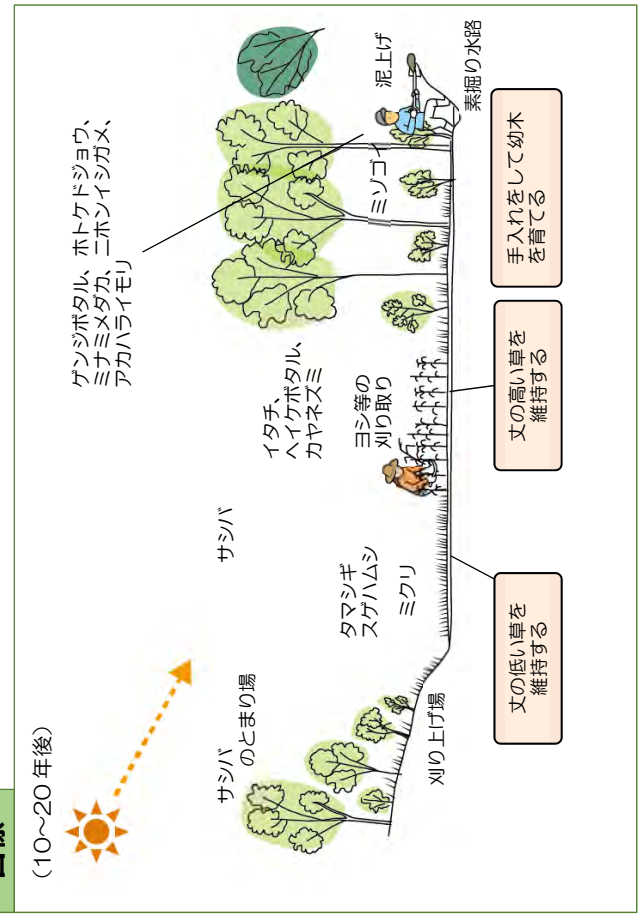 目標
（10〜20年後）
ゲンジボタル、ホトケドジョウ、
ミナミメダカ、ニホンイシガメ、
アカハライモリ
サシバ
サシバ
のとまり場
イタチ、
ヘイケボタル、
カヤネズミ
ミゾゴイ
泥上げ
タマシギ
スゲハムシ
ミクリ
ヨシ等の
刈り取り
刈り上げ場
素掘り水路
丈の低い草を
維持する
丈の高い草を
維持する
手入れをして幼木
を育てる